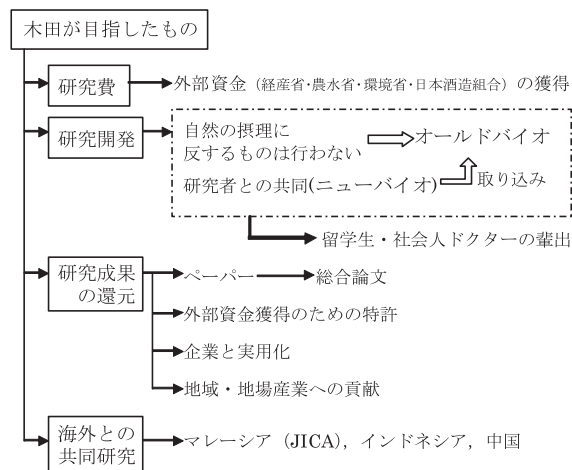 木田が目指したもの
研究費
外部資金（経産省・農水省・環境省・日本酒造組合）の獲得
研究開発
自然の摂理に
反するものは行わない
オールドバイオ
研究者との共同(ニューバイオ)
取り込み
留学生・社会人ドクターの輩出
研究成果
の還元
ペーパー
総合論文
外部資金獲得のための特許
企業と実用化
地域・地場産業への貢献
海外との
共同研究
マレーシア（JICA），インドネシア，中国